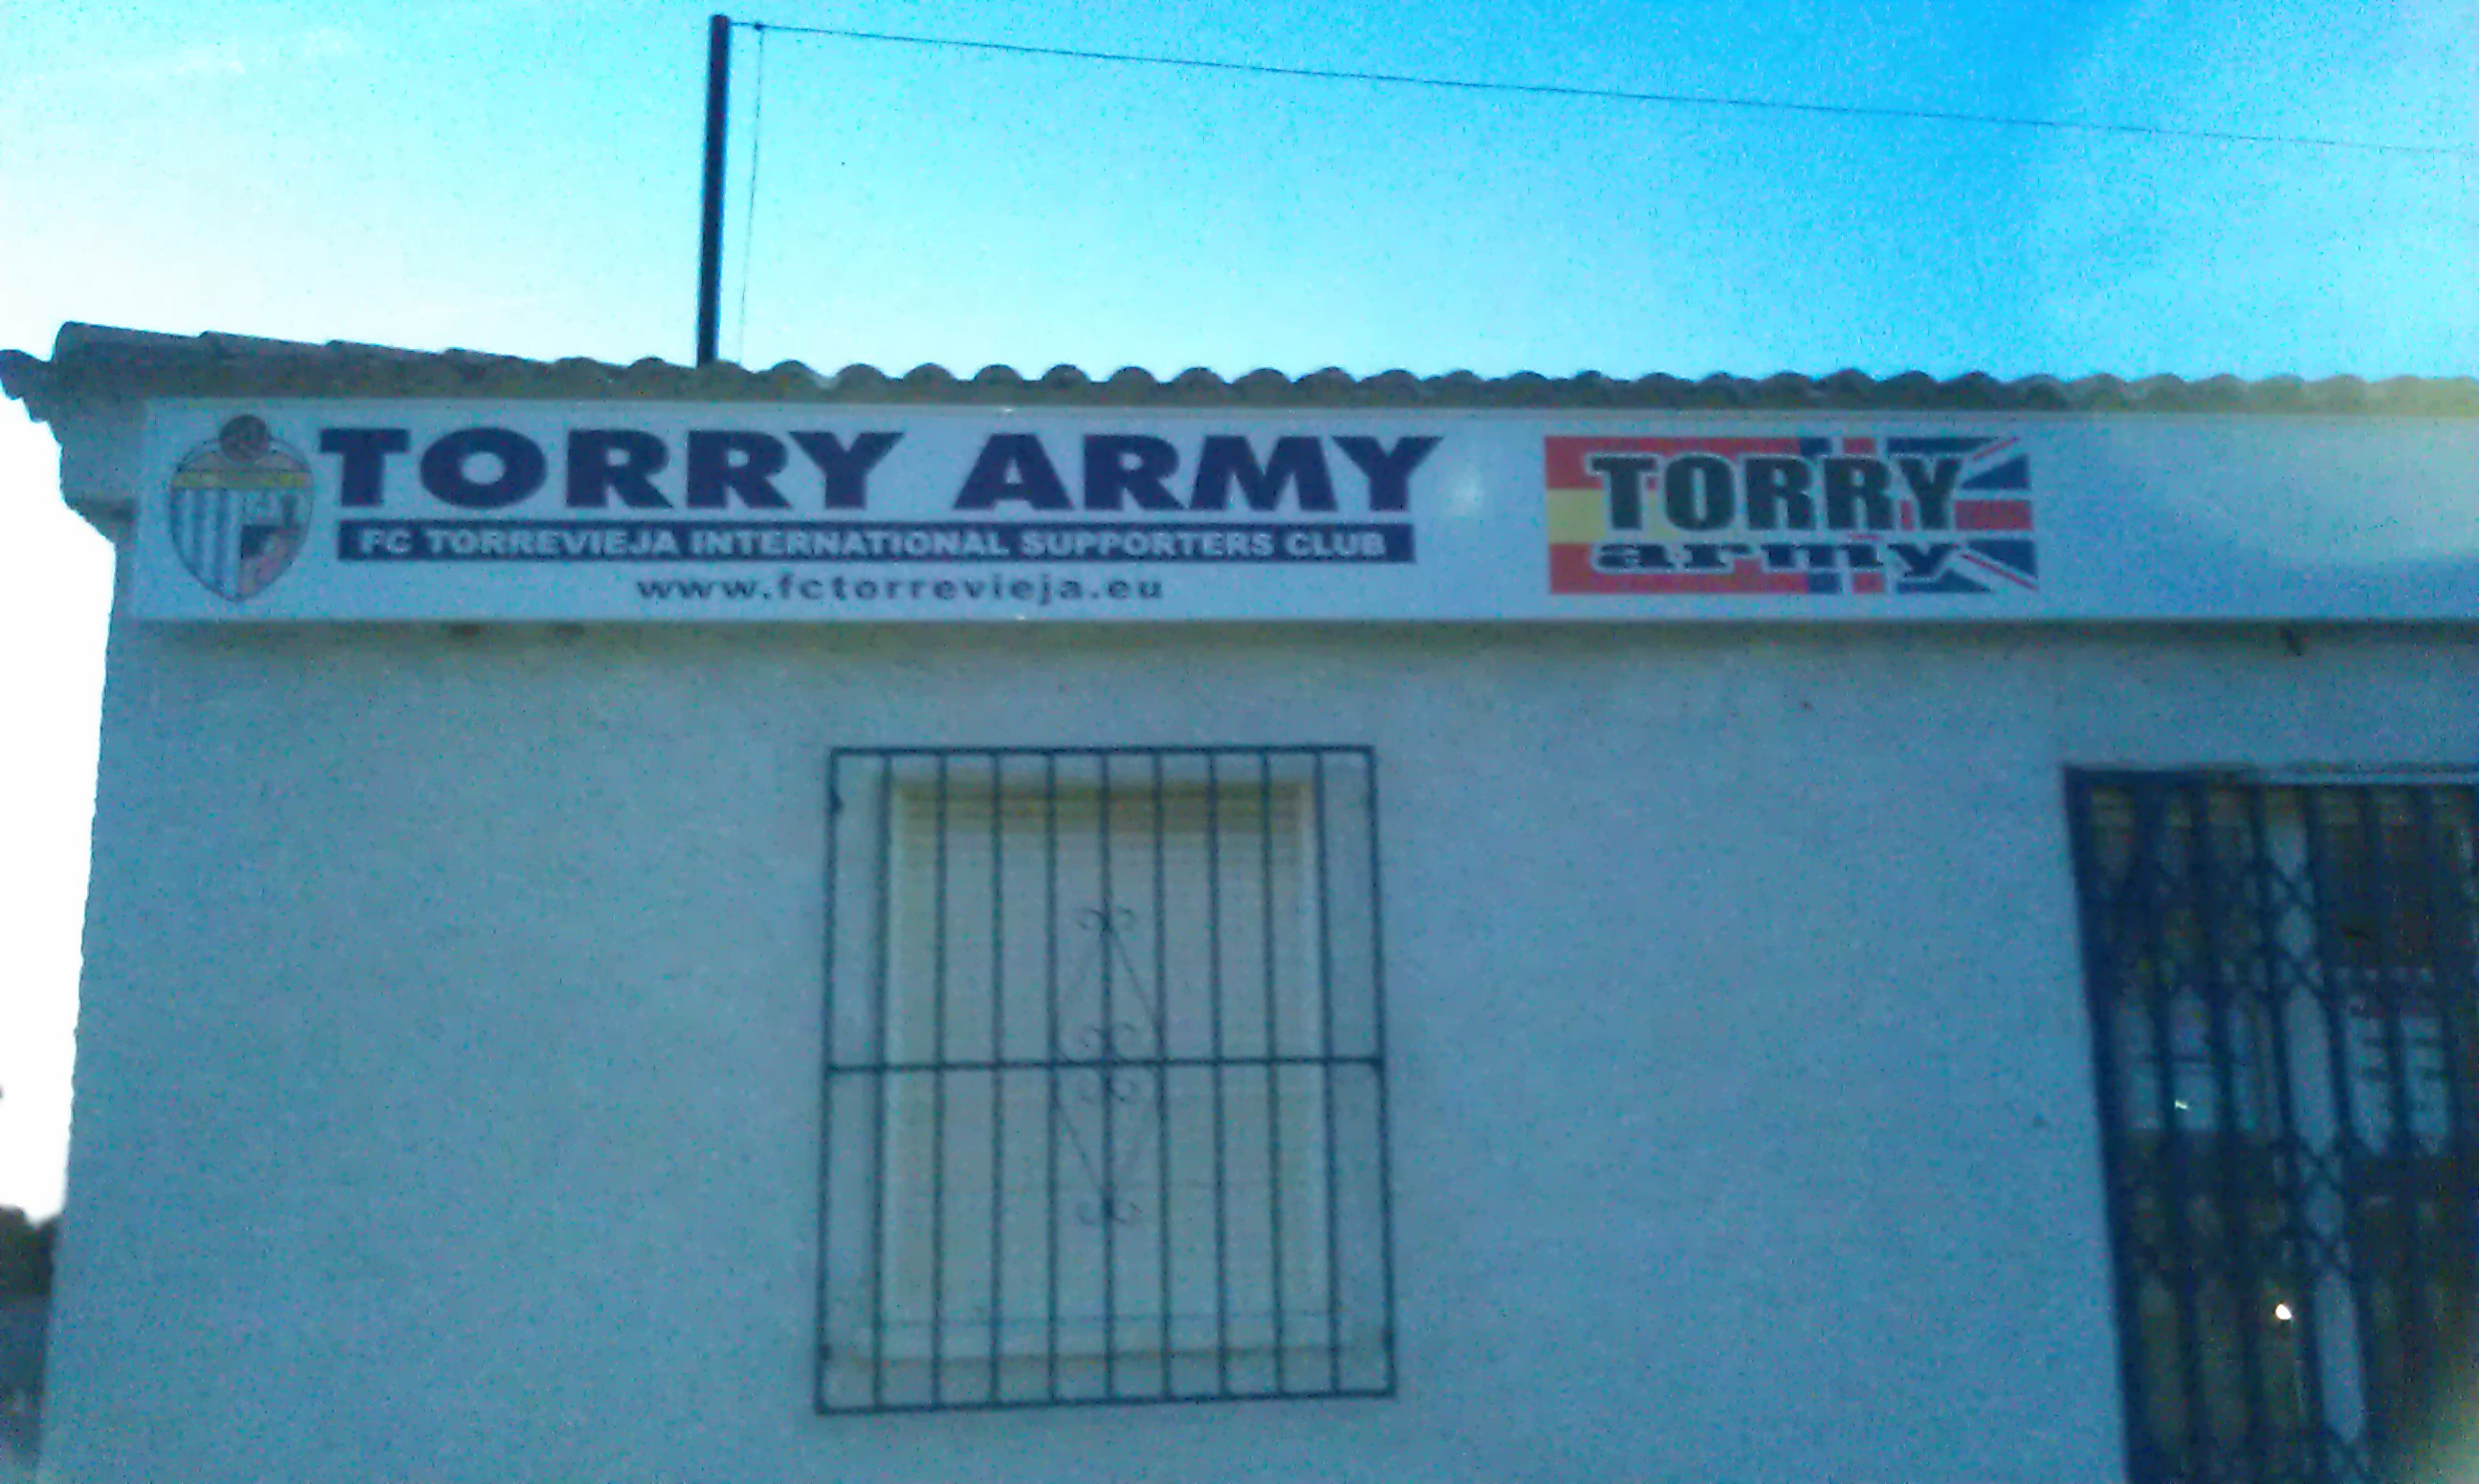 TORRY ARMY
FC TORREVIEJA INTERNATIONAL SUPPORTERS CLUB
www.fctorrevieja.eu
TORRY
army